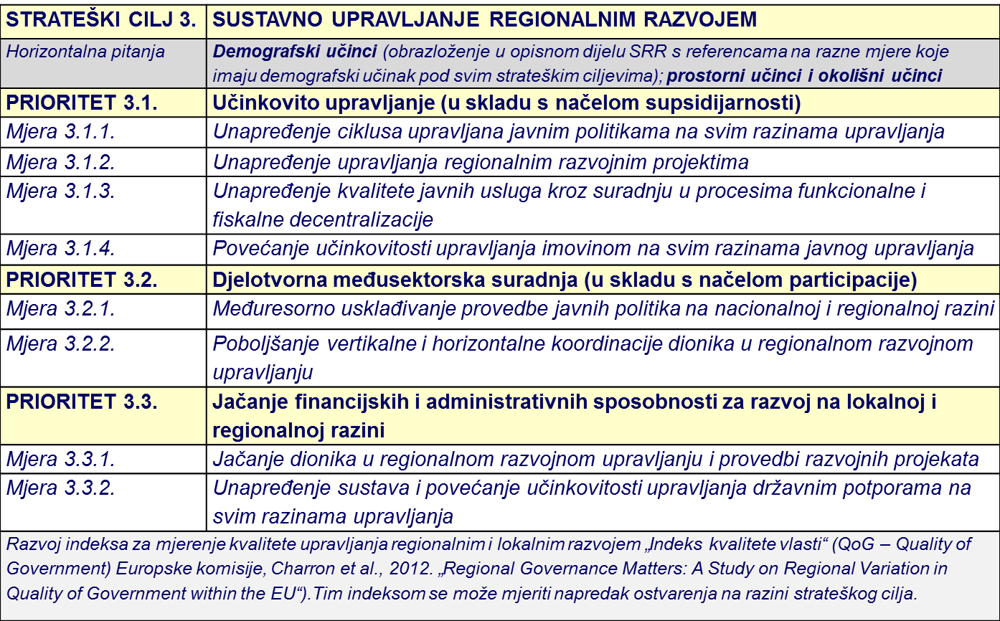 STRATEŠKI CILJ 3. SUSTAVNO UPRAVLJANJE REGIONALNIM RAZVOJEM
Horizontalna pitanja Demografski učinci (obrazloženje u opisnom dijelu SRR s referencama na razne mjere koje
imaju demografski učinak pod svim strateškim ciljevima); prostorni učinci i okolišni učinci
PRIORITET 3.1. Učinkovito upravljanje (u skladu s načelom supsidijarnosti)
Mjera 3.1.1. Unapređenje ciklusa upravljana javnim politikama na svim razinama upravljanja
Mjera 3.1.2. Unapređenje upravljanja regionalnim razvojnim projektima
Mjera 3.1.3. Unapređenje kvalitete javnih usluga kroz suradnju u procesima funkcionalne i
fiskalne decentralizacije
Mjera 3.1.4. Povećanje učinkovitosti upravljanja imovinom na svim razinama javnog upravljanja
PRIORITET 3.2. Djelotvorna međusektorska suradnja (u skladu s načelom participacije)
Mjera 3.2.1. Međuresorno usklađivanje provedbe javnih politika na nacionalnoj i regionalnoj razini
Mjera 3.2.2. Poboljšanje vertikalne i horizontalne koordinacije dionika u regionalnom razvojnom
upravljanju
PRIORITET 3.3. Jačanje financijskih i administrativnih sposobnosti za razvoj na lokalnoj i
regionalnoj razini
Mjera 3.3.1. Jačanje dionika u regionalnom razvojnom upravljanju i provedbi razvojnih projekata
Mjera 3.3.2. Unapređenje sustava i povećanje učinkovitosti upravljanja državnim potporama na
svim razinama upravljanja
Razvoj indeksa za mjerenje kvalitete upravljanja regionalnim i lokalnim razvojem „Indeks kvalitete vlasti“ (QoG – Quality of
Government) Europske komisije, Charron et al., 2012. „Regional Governance Matters: A Study on Regional Variation in
Quality of Government within the EU“). Tim indeksom se može mjeriti napredak ostvarenja na razini strateškog cilja.